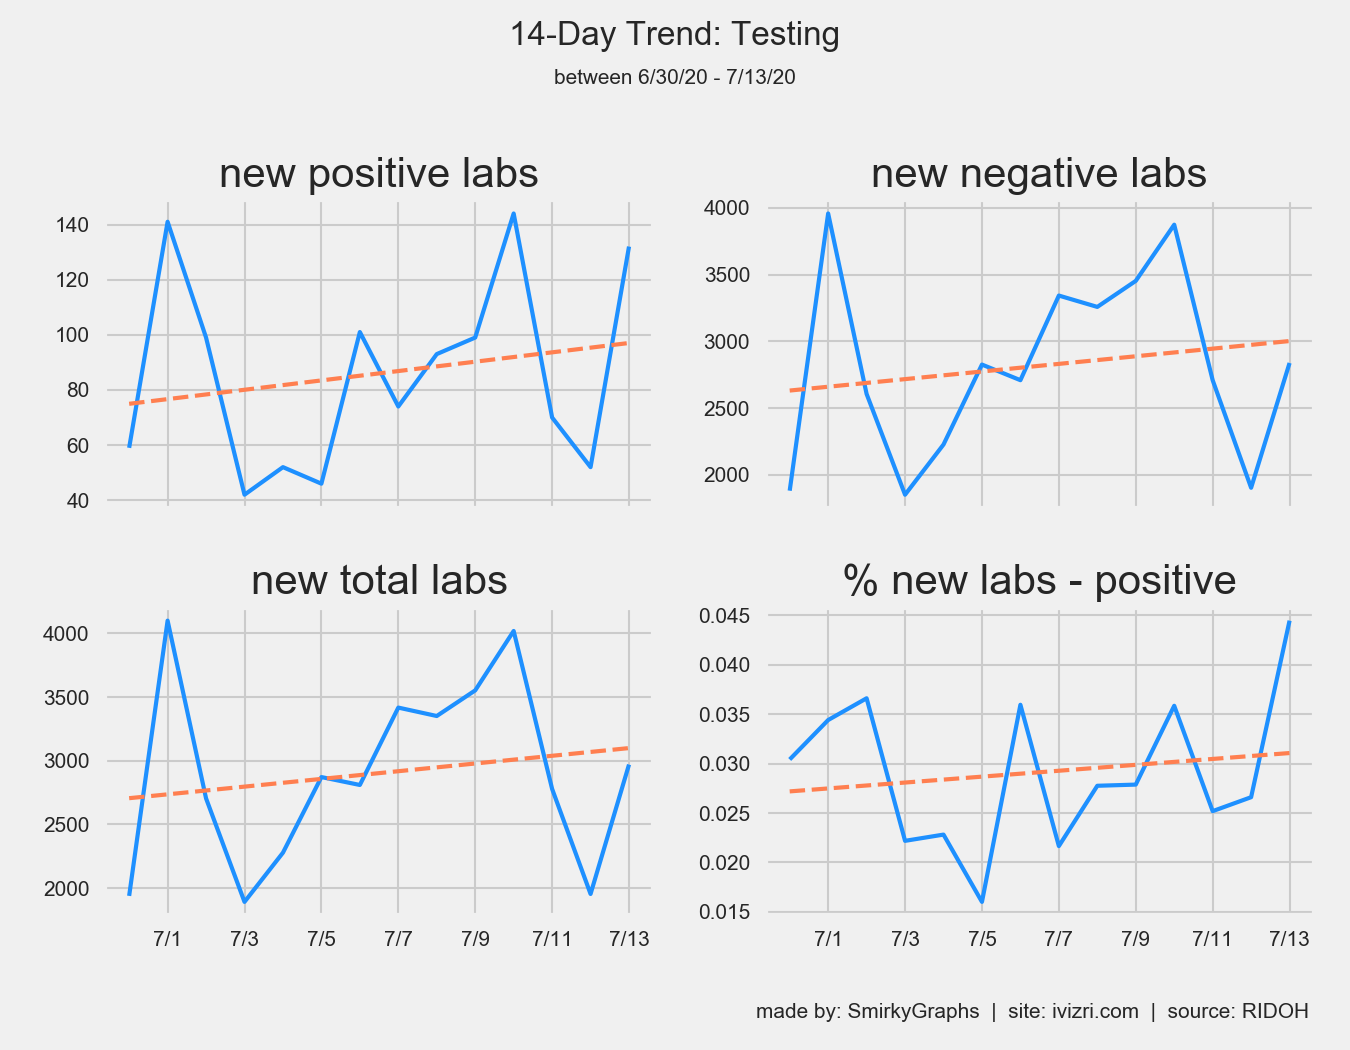 14-Day Trend: Testing
between 6/30/20 - 7/13/20
new positive labs
140
120
100
80
60
40
new negative labs
4000
3500
3000
2500
2000
new total labs
4000
3500
3000
2500
2000
7/1 7/3 7/5 7/7 7/9 7/11 7/13
% new labs - positive
0.045
0.040
0.035
0.030
0.025
0.020
0.015
7/1 7/3 7/5 7/7 7/9 7/11 7/13
made by: SmirkyGraphs | site: ivizri.com | source: RIDOH